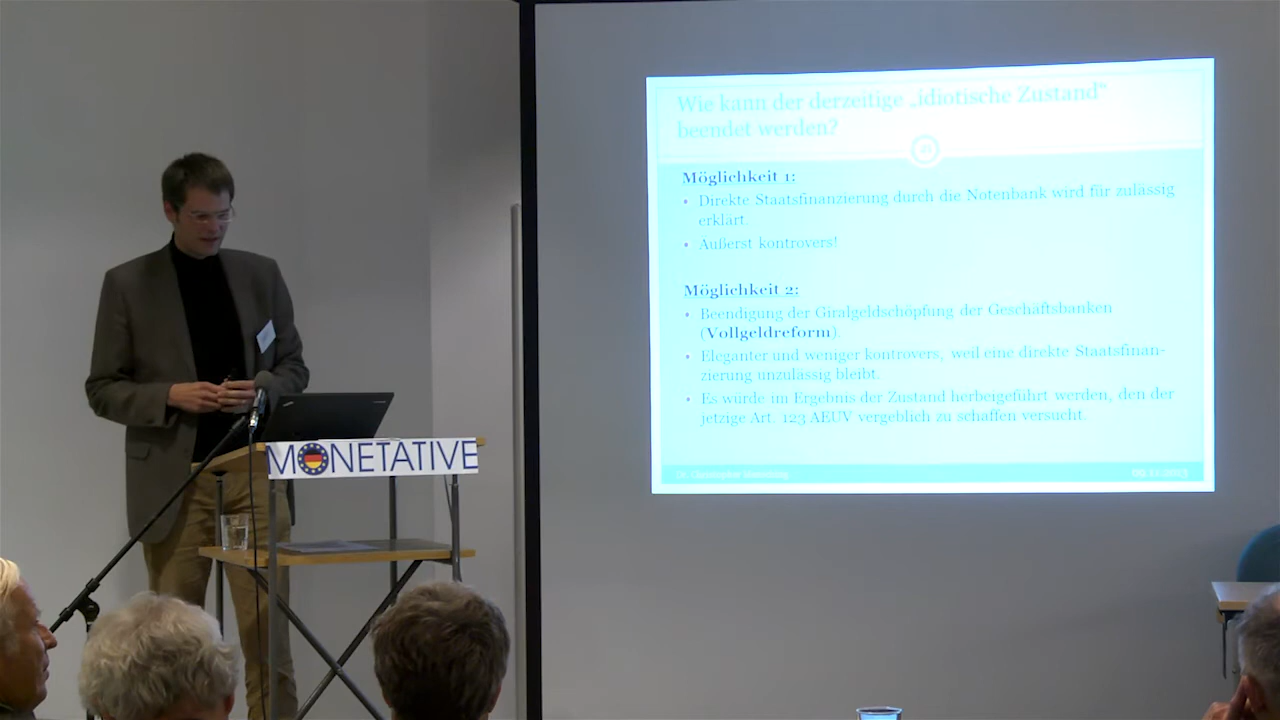 Wie kann der derzeitige „idiotische Zustand“
beendet werden?
Möglichkeit 1:
• Direkte Staatsfinanzierung durch die Notenbank wird für zulässig
erklärt.
• Äußerst kontrovers!
Möglichkeit 2:
• Beendigung der Giralgeldschöpfung der Geschäftsbanken
(Vollgeldreform).
• Eleganter und weniger kontrovers, weil eine direkte Staatsfinan-
zierung unzulässig bleibt.
• Es würde im Ergebnis der Zustand herbeigeführt werden, den der
jetzige Art. 123 AEUV vergeblich zu schaffen versucht.
Dr. Christopher
MONETATIVE